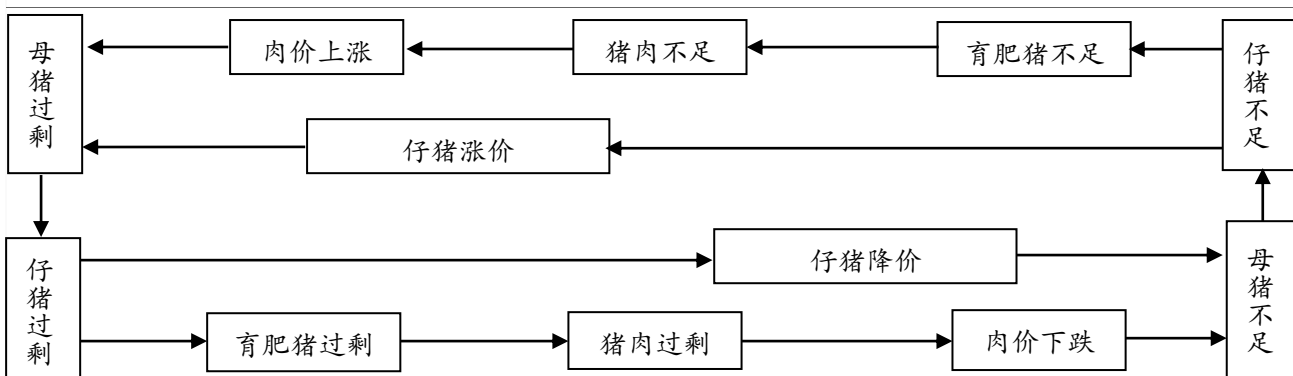 母猪过剩
肉价上涨
猪肉不足
育肥猪不足
仔猪不足
仔猪涨价
仔猪过剩
仔猪降价
母猪不足
育肥猪过剩
猪肉过剩
肉价下跌